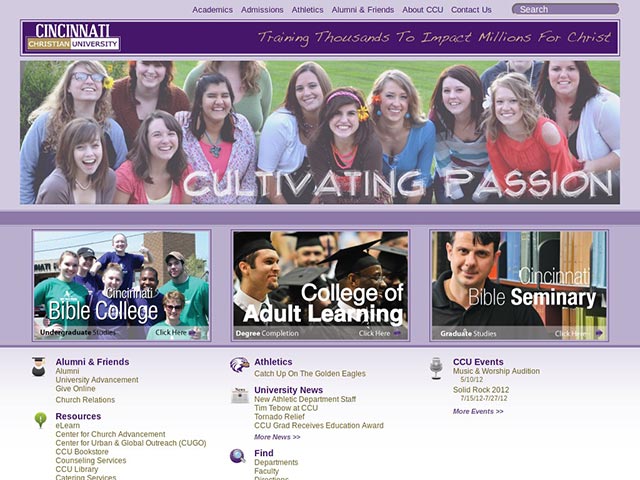 Academics Admissions Athletics Alumni & Friends About CCU Contact Us Search
CINCINNATI
CHRISTIAN UNIVERSITY
Training Thousands To Impact Millions For Christ
CULTIVATING PASSION
Cincinnati
Bible College
Undergraduate Studies Click Here
College of
Adult Learning
Degree Completion Click Here
Cincinnati
Bible Seminary
Graduate Studies Click Here
Alumni & Friends
Alumni
University Advancement
Give Online
Church Relations
Resources
eLearn
Center for Church Advancement
Center for Urban & Global Outreach (CUGO)
CCU Bookstore
Counseling Services
CCU Library
Catering Services
Athletics
Catch Up On The Golden Eagles
University News
New Athletic Department Staff
Tim Tebow at CCU
Tornado Relief
CCU Grad Receives Education Award
More News >>
Find
Departments
Faculty
Directions
CCU Events
Music & Worship Audition
5/10/12
Solid Rock 2012
7/15/12-7/27/12
More Events >>